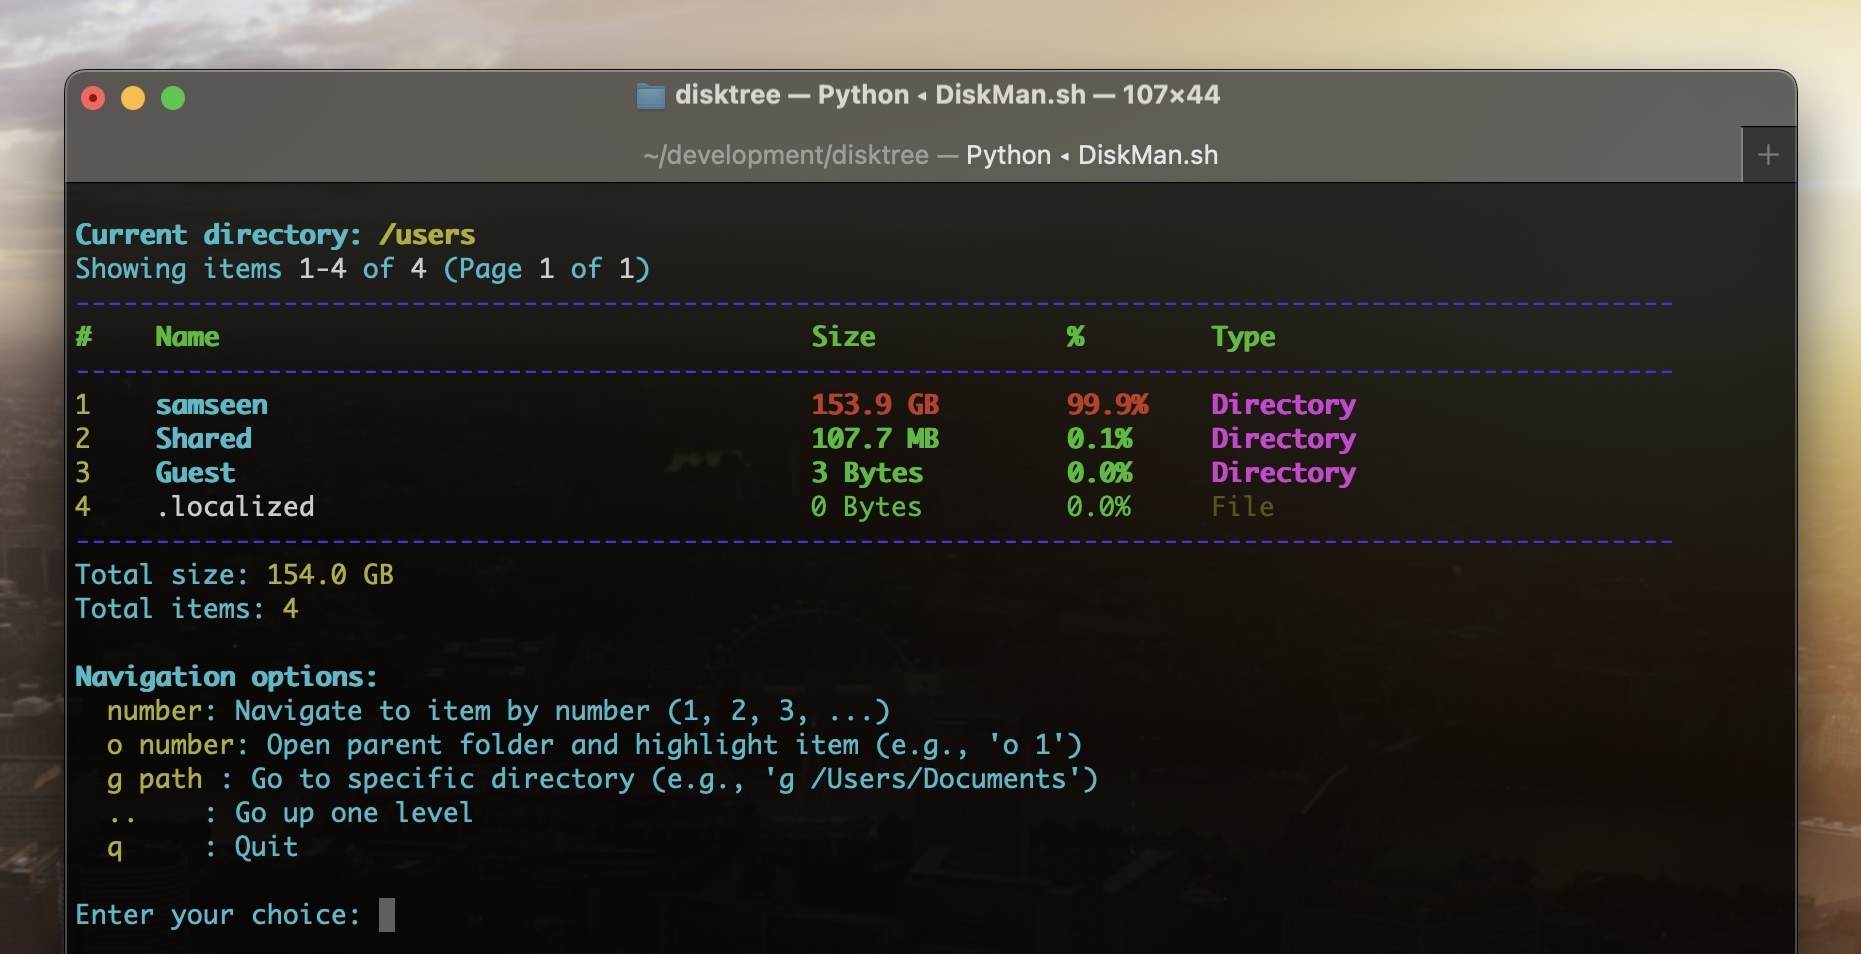 disktree — Python ◂ DiskMan.sh — 107×44
~/development/disktree — Python ◂ DiskMan.sh +
Current directory: /users
Showing items 1-4 of 4 (Page 1 of 1)
----------------------------------------------------------------------------------------------------
# Name Size % Type
----------------------------------------------------------------------------------------------------
1 samseen 153.9 GB 99.9% Directory
2 Shared 107.7 MB 0.1% Directory
3 Guest 3 Bytes 0.0% Directory
4 .localized 0 Bytes 0.0% File
----------------------------------------------------------------------------------------------------
Total size: 154.0 GB
Total items: 4
Navigation options:
number: Navigate to item by number (1, 2, 3, ...)
o number: Open parent folder and highlight item (e.g., 'o 1')
g path : Go to specific directory (e.g., 'g /Users/Documents')
.. : Go up one level
q : Quit
Enter your choice: